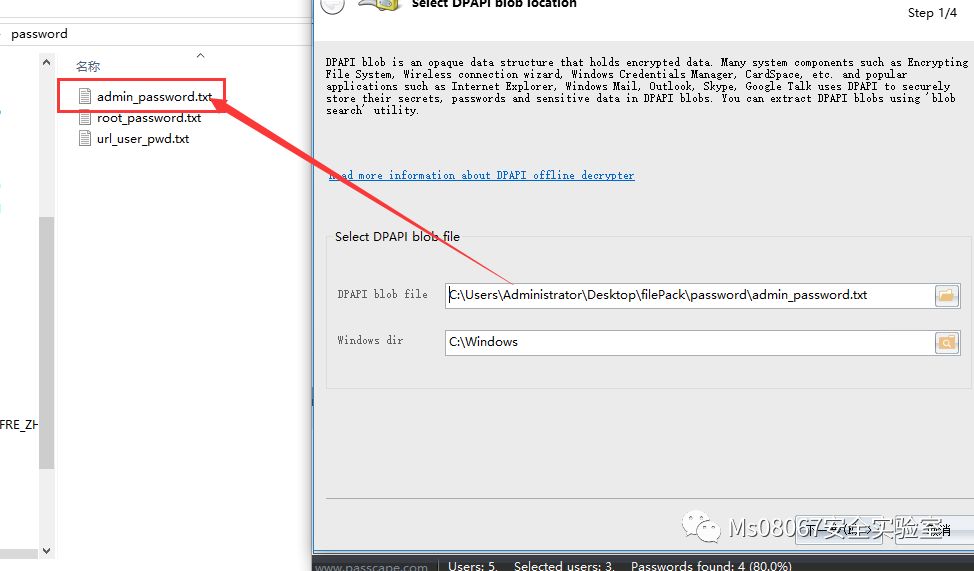 Select DPAPI blob location
Step 1/4
password
名称
admin_password.txt
root_password.txt
url_user_pwd.txt
DPAPI blob is an opaque data structure that holds encrypted data. Many system components such as Encrypting
File System, Wireless connection wizard, Windows Credentials Manager, CardSpace, etc. and popular
applications such as Internet Explorer, Windows Mail, Outlook, Skype, Google Talk uses DPAPI to securely
store their secrets, passwords and sensitive data in DPAPI blobs. You can extract DPAPI blobs using 'blob
search' utility.
Read more information about DPAPI offline decrypter
Select DPAPI blob file
DPAPI blob file
C:\Users\Administrator\Desktop\filePack\password\admin_password.txt
Windows dir
C:\Windows
FRE_ZH
Ms08067安全实验室
www.passcape.com
Users: 5. Selected users: 3. Passwords found: 4 (80.0%)